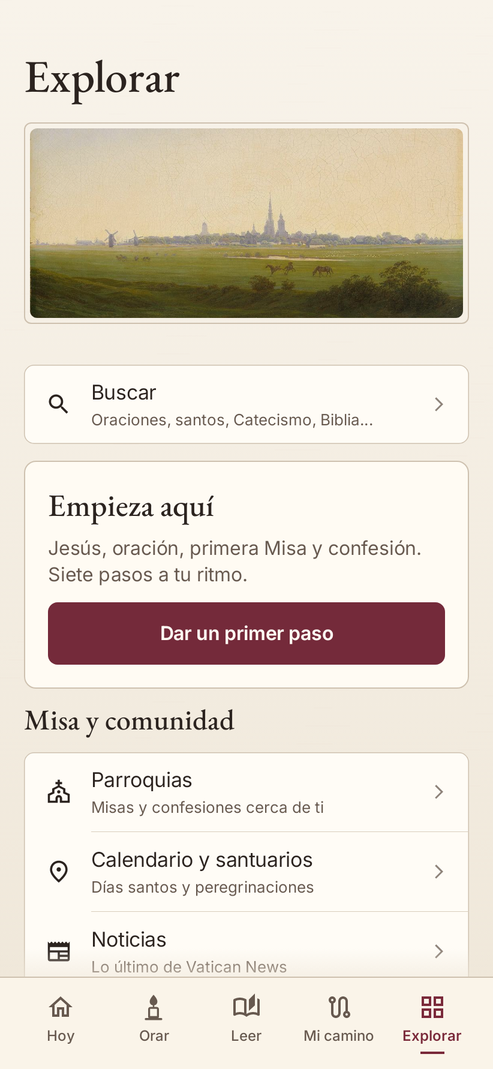 Explorar
Buscar
Oraciones, santos, Catecismo, Biblia...
Empieza aquí
Jesús, oración, primera Misa y confesión.
Siete pasos a tu ritmo.
Dar un primer paso
Misa y comunidad
Parroquias
Misas y confesiones cerca de ti
Calendario y santuarios
Días santos y peregrinaciones
Noticias
Lo último de Vatican News
Hoy
Orar
Leer
Mi camino
Explorar